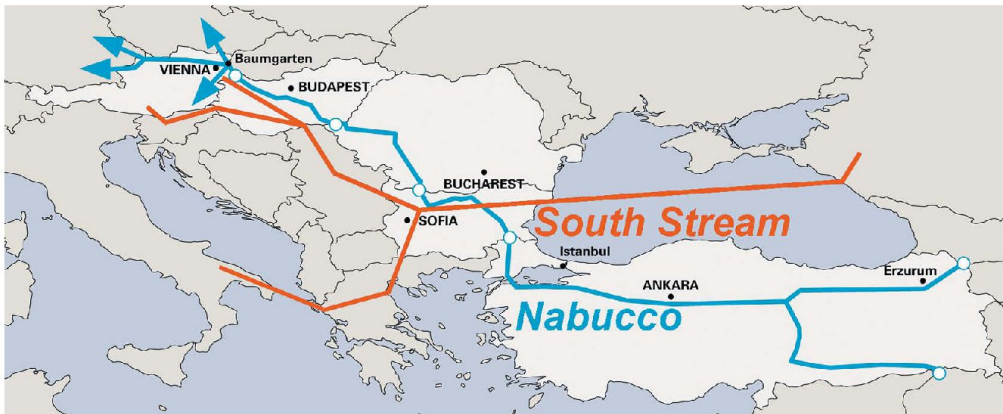 Baumgarten
VIENNA
BUDAPEST
BUCHAREST
SOFIA
South Stream
Istanbul
Erzurum
ANKARA
Nabucco